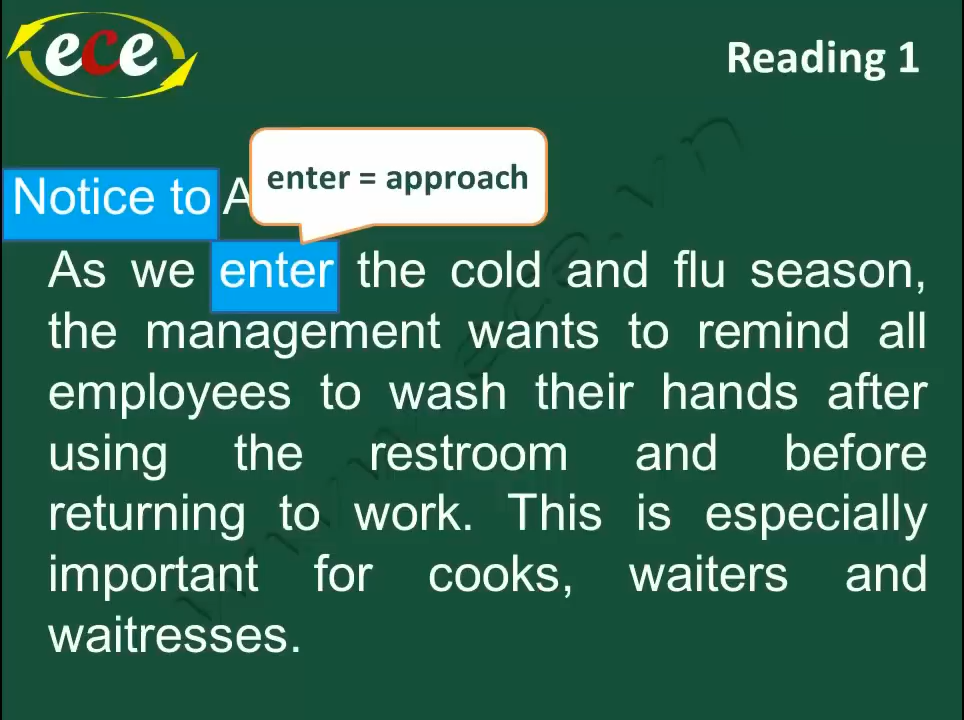 ece
Reading 1
enter = approach
Notice to A
As we enter the cold and flu season,
the management wants to remind all
employees to wash their hands after
using the restroom and before
returning to work. This is especially
important for cooks, waiters and
waitresses.